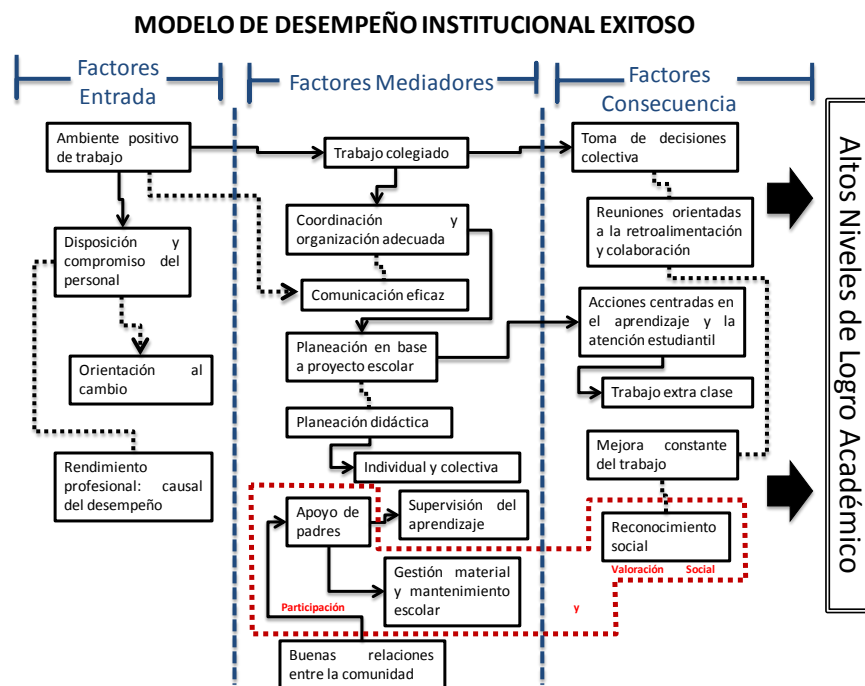 MODELO DE DESEMPEÑO INSTITUCIONAL EXITOSO
Factores
Entrada
Factores Mediadores
Factores
Consecuencia
Ambiente positivo
de trabajo
Disposición y
compromiso del
personal
Orientación al
cambio
Rendimiento
profesional: causal
del desempeño
Trabajo colegiado
Coordinación y
organización adecuada
Comunicación eficaz
Planeación en base
a proyecto escolar
Planeación didáctica
Individual y colectiva
Apoyo de
padres
Supervisión del
aprendizaje
Gestión material
y mantenimiento
escolar
Participación
y
Buenas relaciones
entre la comunidad
Toma de decisiones
colectiva
Reuniones orientadas
a la retroalimentación
y colaboración
Acciones centradas en
el aprendizaje y la
atención estudiantil
Trabajo extra clase
Mejora constante
del trabajo
Reconocimiento
social
Valoración Social
Altos Niveles de Logro Académico